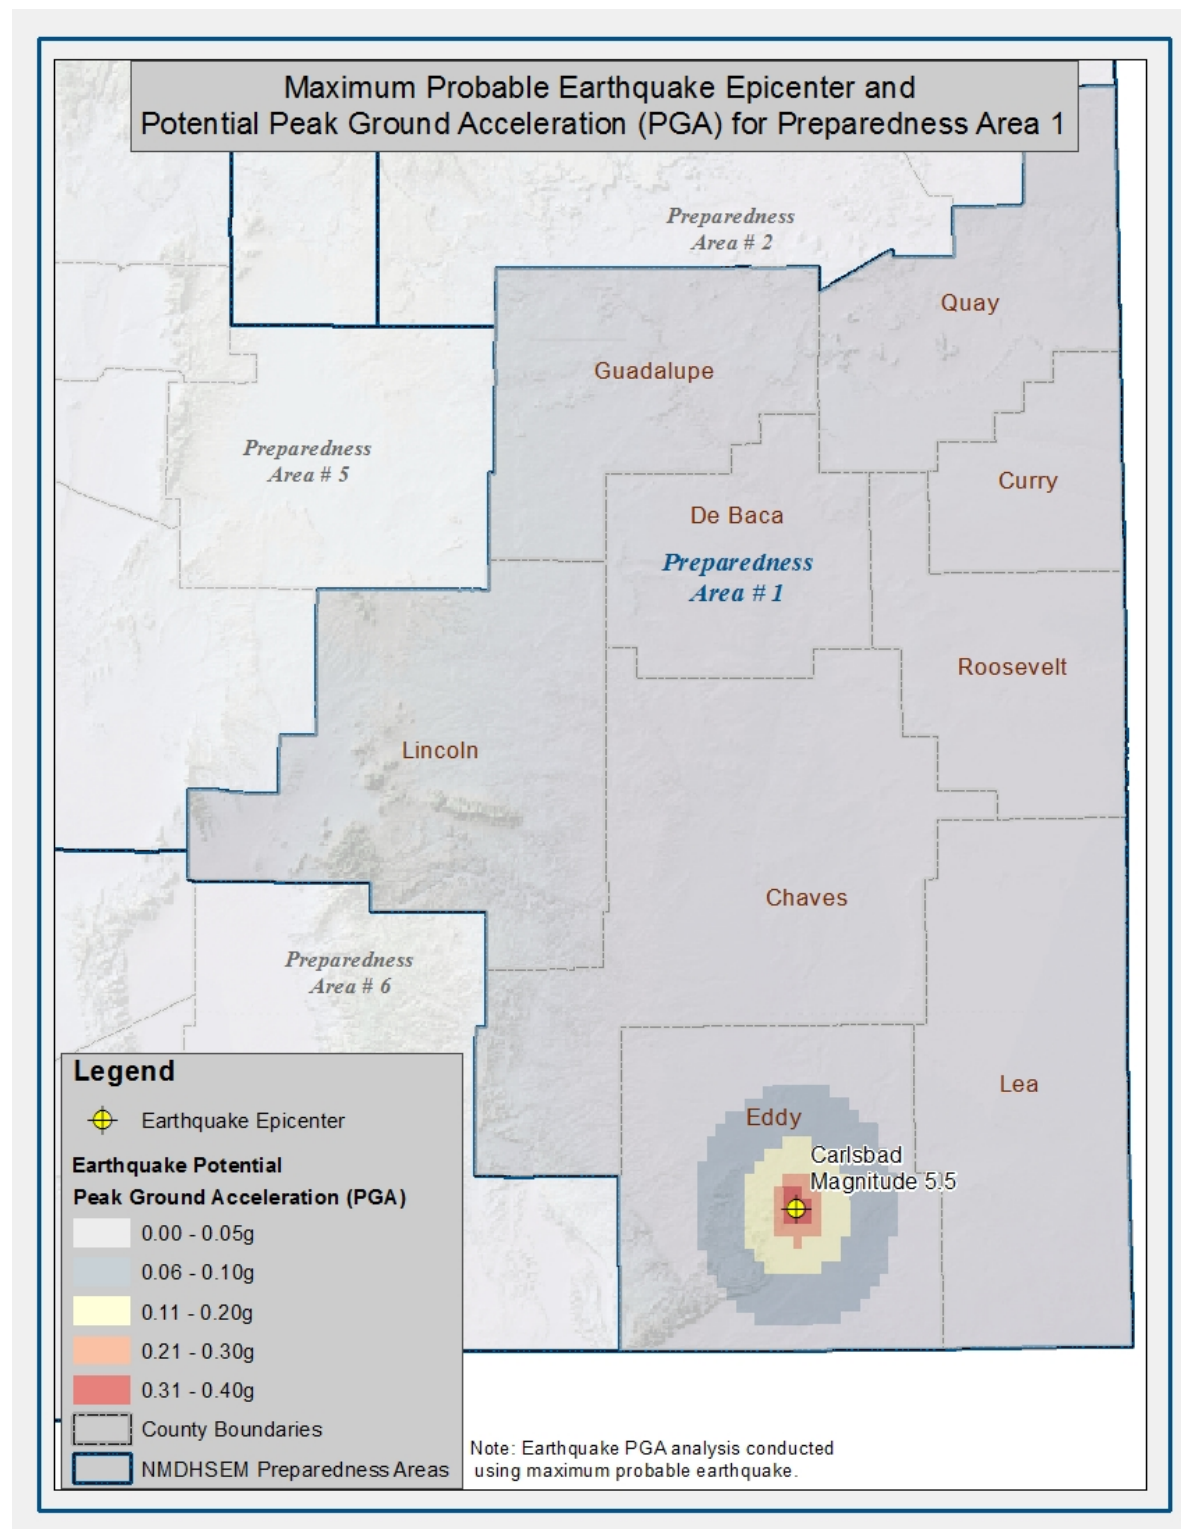 Maximum Probable Earthquake Epicenter and
Potential Peak Ground Acceleration (PGA) for Preparedness Area 1
Preparedness
Area # 2
Quay
Guadalupe
Preparedness
Area # 5
Curry
De Baca
Preparedness
Area # 1
Roosevelt
Lincoln
Chaves
Preparedness
Area # 6
Lea
Eddy
Carlsbad
Magnitude 5.5
Legend
Earthquake Epicenter
Earthquake Potential
Peak Ground Acceleration (PGA)
0.00 - 0.05g
0.06 - 0.10g
0.11 - 0.20g
0.21 - 0.30g
0.31 - 0.40g
County Boundaries
NMDHSEM Preparedness Areas
Note: Earthquake PGA analysis conducted
using maximum probable earthquake.